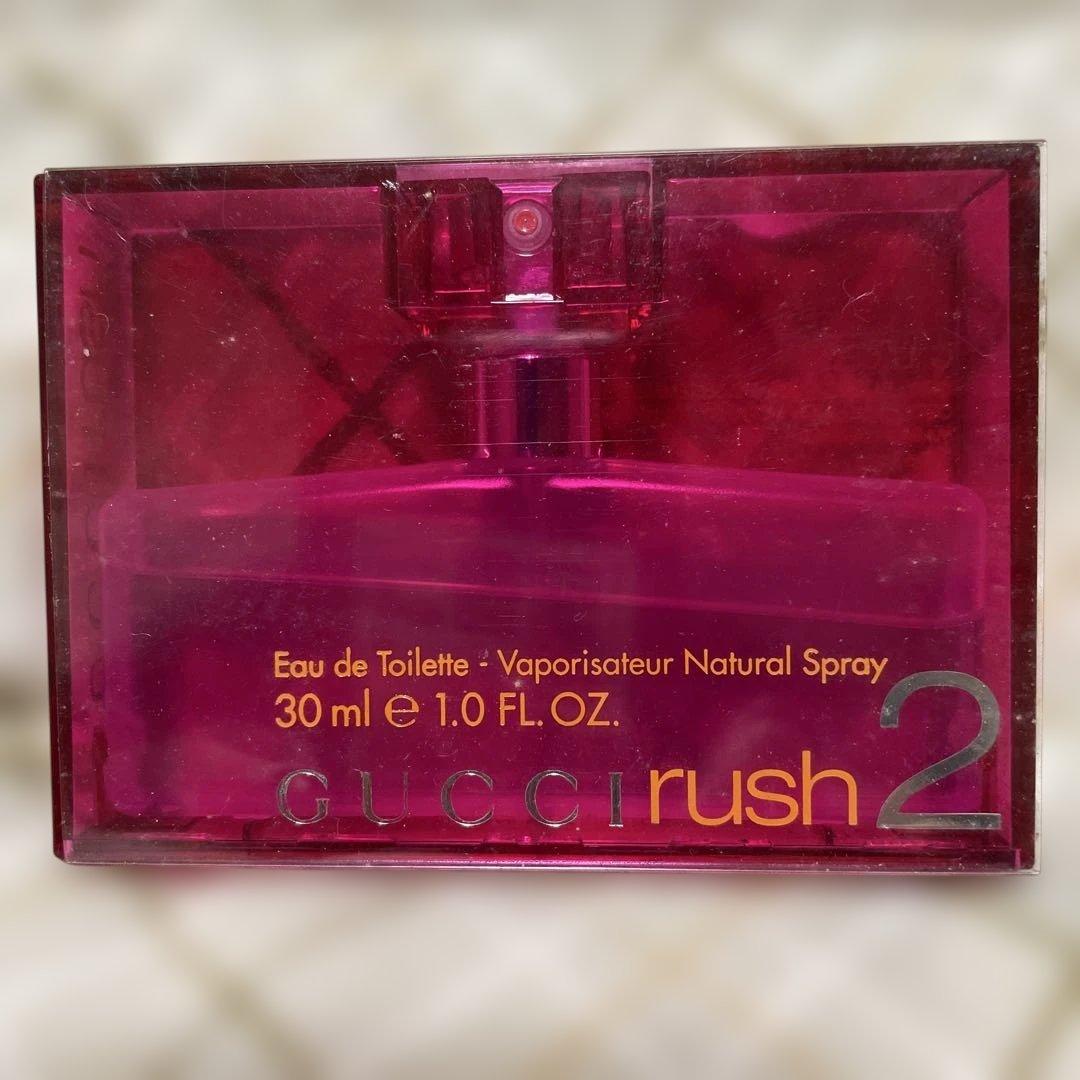 Eau de Toilette - Vaporisateur Natural Spray
30 ml ℮ 1.0 FL. OZ.
GUCCI rush 2